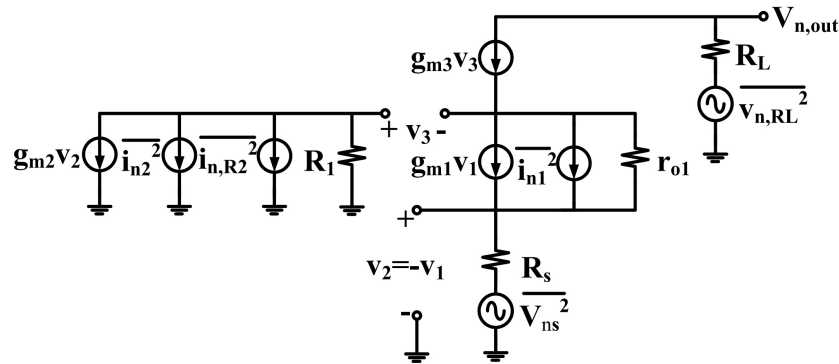 V_n,out
g_m3v_3
R_L
v_n,RL^2
+ v_3 -
g_m2v_2
i_n2^2
i_n,R2^2
R_1
g_m1v_1
i_n1^2
r_o1
+
v_2=-v_1
R_s
V_ns^2
-